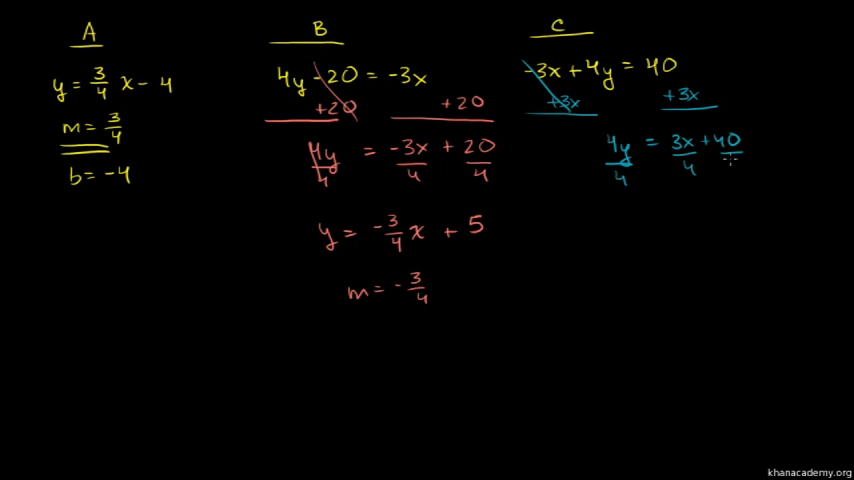 A
y = 3/4 x - 4
m = 3/4
b = -4
B
4y - 20 = -3x
+20 +20
4y/4 = -3x/4 + 20/4
y = -3/4 x + 5
m = -3/4
C
-3x + 4y = 40
+3x +3x
4y/4 = 3x/4 + 40
khanacademy.org